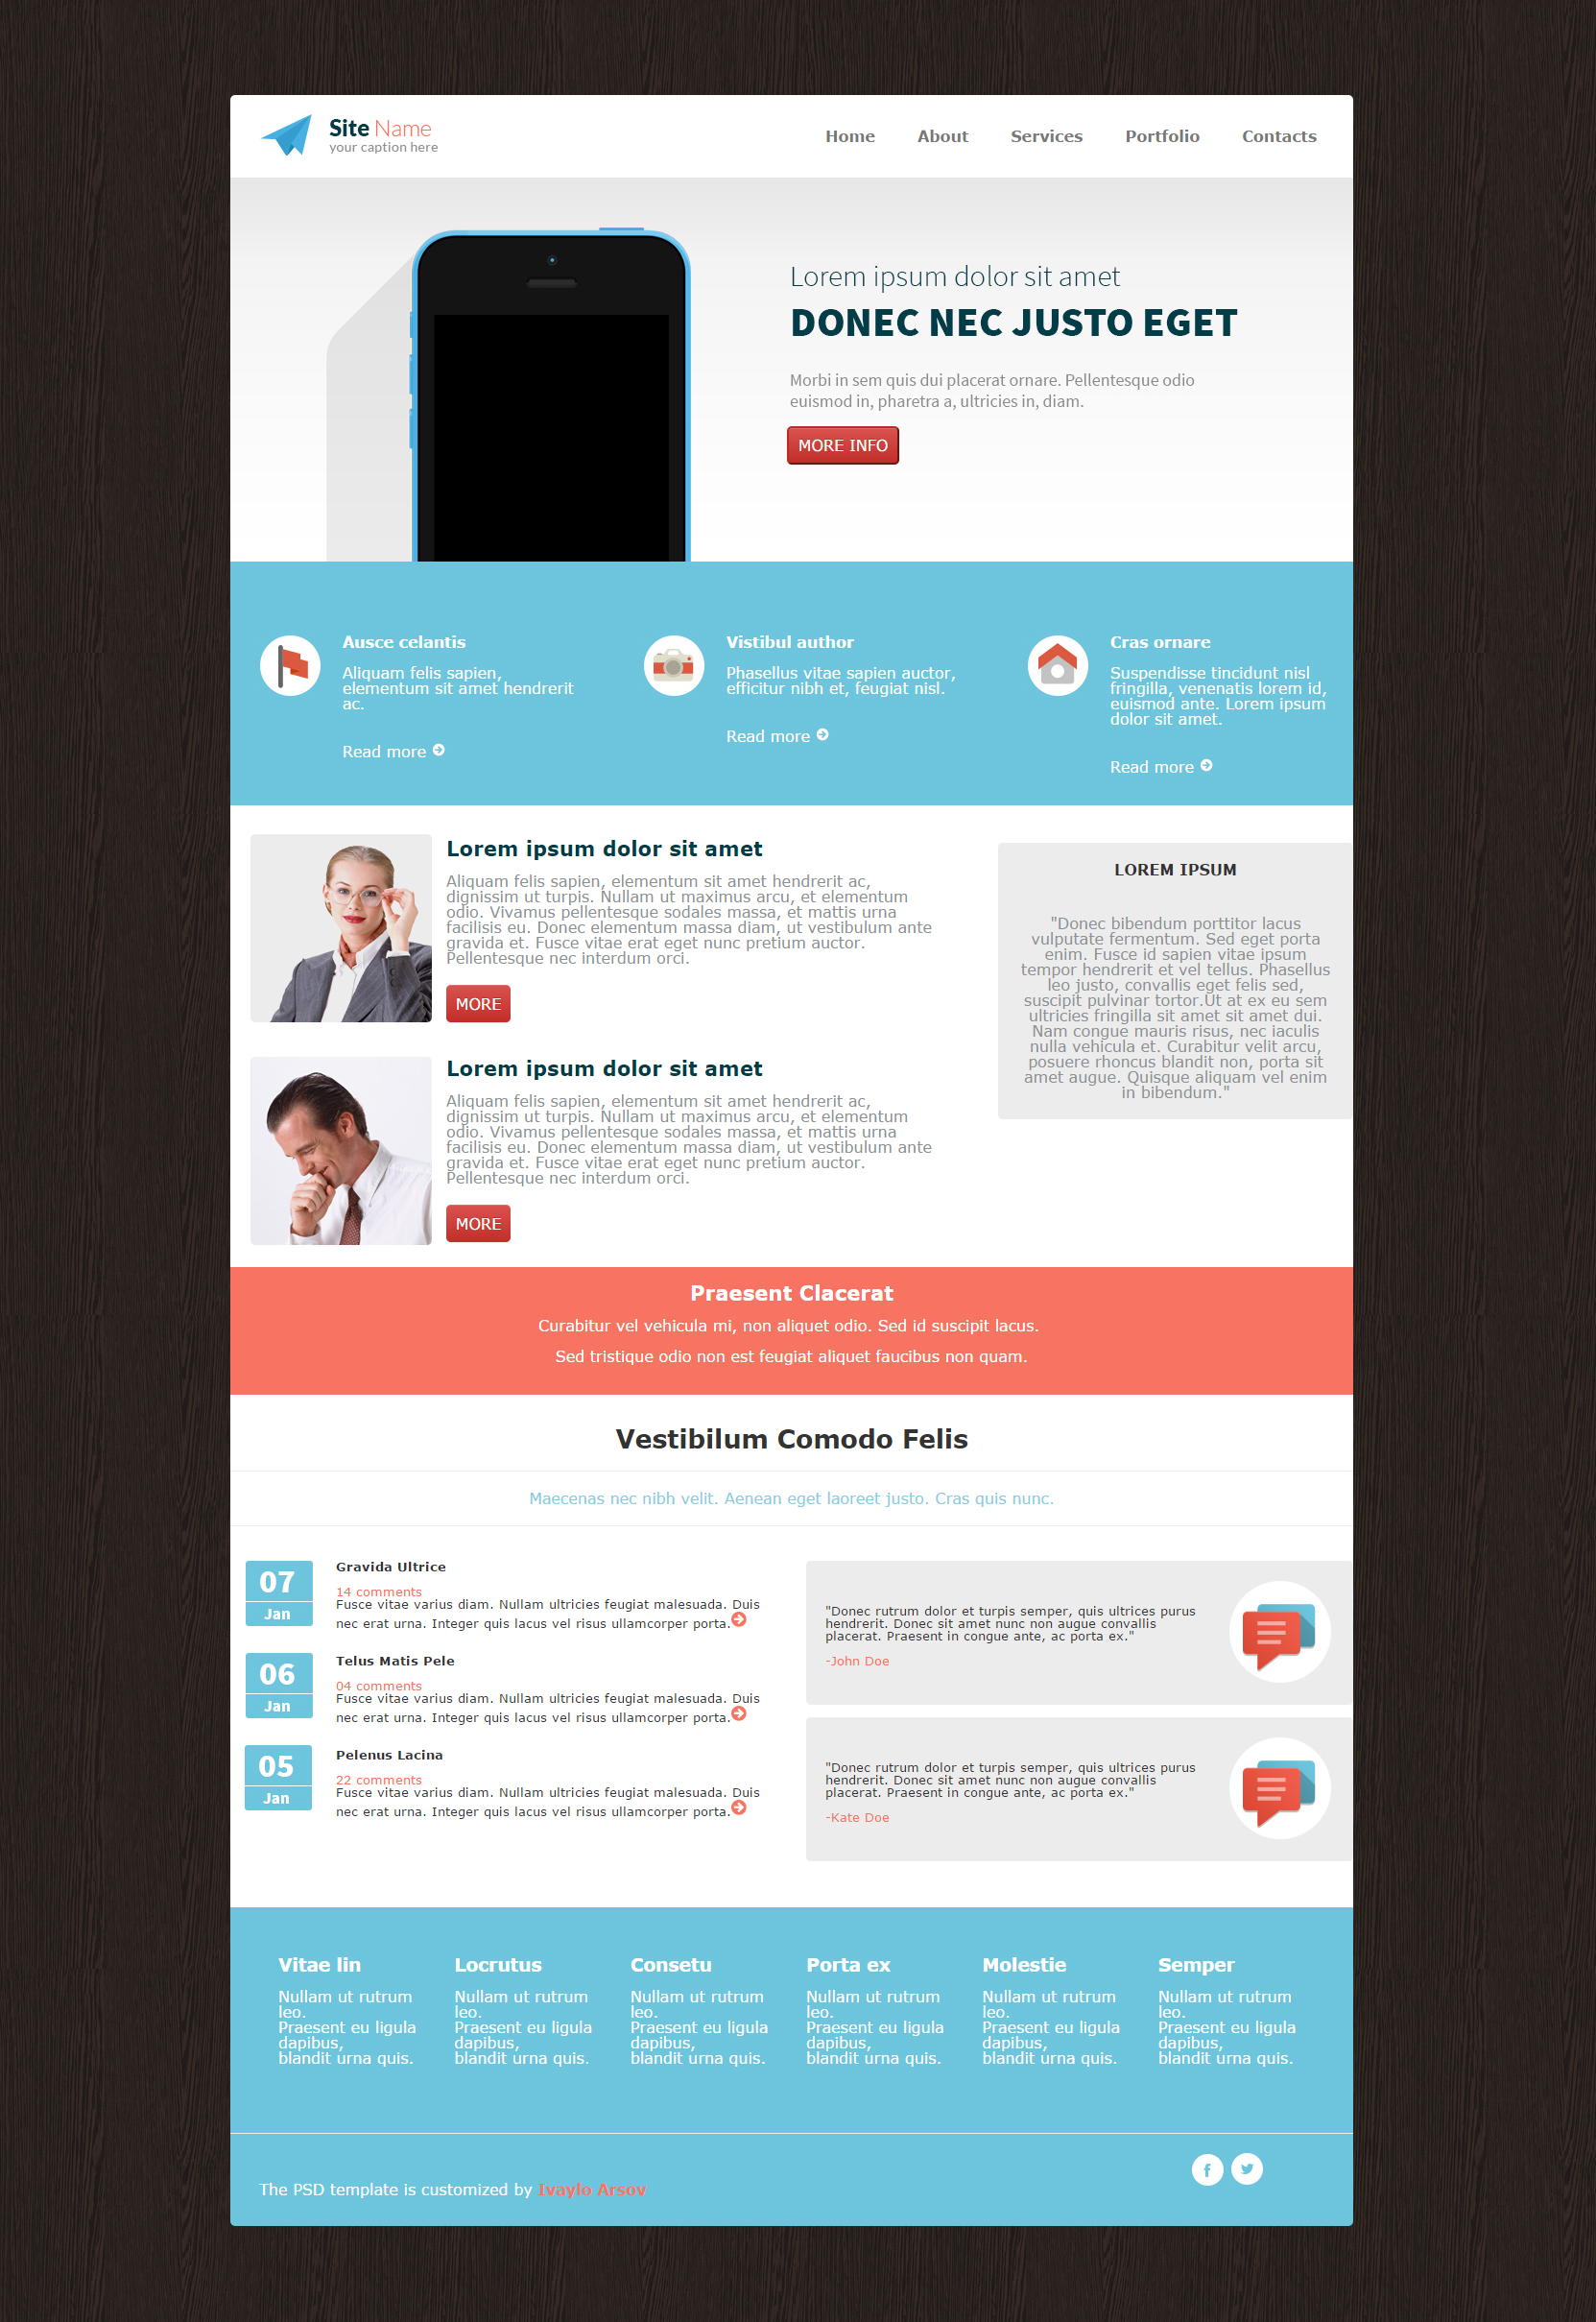 Site Name
your caption here
Home About Services Portfolio Contacts
Lorem ipsum dolor sit amet
DONEC NEC JUSTO EGET
Morbi in sem quis dui placerat ornare. Pellentesque odio
euismod in, pharetra a, ultricies in, diam.
MORE INFO
Ausce celantis
Aliquam felis sapien,
elementum sit amet hendrerit
ac.
Read more
Vistibul author
Phasellus vitae sapien auctor,
efficitur nibh et, feugiat nisl.
Read more
Cras ornare
Suspendisse tincidunt nisl
fringilla, venenatis lorem id,
euismod ante. Lorem ipsum
dolor sit amet.
Read more
Lorem ipsum dolor sit amet
Aliquam felis sapien, elementum sit amet hendrerit ac,
dignissim ut turpis. Nullam ut maximus arcu, et elementum
odio. Vivamus pellentesque sodales massa, et mattis urna
facilisis eu. Donec elementum massa diam, ut vestibulum ante
gravida et. Fusce vitae erat eget nunc pretium auctor.
Pellentesque nec interdum orci.
MORE
Lorem ipsum dolor sit amet
Aliquam felis sapien, elementum sit amet hendrerit ac,
dignissim ut turpis. Nullam ut maximus arcu, et elementum
odio. Vivamus pellentesque sodales massa, et mattis urna
facilisis eu. Donec elementum massa diam, ut vestibulum ante
gravida et. Fusce vitae erat eget nunc pretium auctor.
Pellentesque nec interdum orci.
MORE
LOREM IPSUM
"Donec bibendum porttitor lacus
vulputate fermentum. Sed eget porta
enim. Fusce id sapien vitae ipsum
tempor hendrerit et vel tellus. Phasellus
leo justo, convallis eget felis sed,
suscipit pulvinar tortor.Ut at ex eu sem
ultricies fringilla sit amet sit amet dui.
Nam congue mauris risus, nec iaculis
nulla vehicula et. Curabitur velit arcu,
posuere rhoncus blandit non, porta sit
amet augue. Quisque aliquam vel enim
in bibendum."
Praesent Clacerat
Curabitur vel vehicula mi, non aliquet odio. Sed id suscipit lacus.
Sed tristique odio non est feugiat aliquet faucibus non quam.
Vestibilum Comodo Felis
Maecenas nec nibh velit. Aenean eget laoreet justo. Cras quis nunc.
07
Jan
Gravida Ultrice
14 comments
Fusce vitae varius diam. Nullam ultricies feugiat malesuada. Duis
nec erat urna. Integer quis lacus vel risus ullamcorper porta.
06
Jan
Telus Matis Pele
04 comments
Fusce vitae varius diam. Nullam ultricies feugiat malesuada. Duis
nec erat urna. Integer quis lacus vel risus ullamcorper porta.
05
Jan
Pelenus Lacina
22 comments
Fusce vitae varius diam. Nullam ultricies feugiat malesuada. Duis
nec erat urna. Integer quis lacus vel risus ullamcorper porta.
"Donec rutrum dolor et turpis semper, quis ultrices purus
hendrerit. Donec sit amet nunc non augue convallis
placerat. Praesent in congue ante, ac porta ex."
-John Doe
"Donec rutrum dolor et turpis semper, quis ultrices purus
hendrerit. Donec sit amet nunc non augue convallis
placerat. Praesent in congue ante, ac porta ex."
-Kate Doe
Vitae lin
Nullam ut rutrum
leo.
Praesent eu ligula
dapibus,
blandit urna quis.
Locrutus
Nullam ut rutrum
leo.
Praesent eu ligula
dapibus,
blandit urna quis.
Consetu
Nullam ut rutrum
leo.
Praesent eu ligula
dapibus,
blandit urna quis.
Porta ex
Nullam ut rutrum
leo.
Praesent eu ligula
dapibus,
blandit urna quis.
Molestie
Nullam ut rutrum
leo.
Praesent eu ligula
dapibus,
blandit urna quis.
Semper
Nullam ut rutrum
leo.
Praesent eu ligula
dapibus,
blandit urna quis.
The PSD template is customized by Ivaylo Arsov